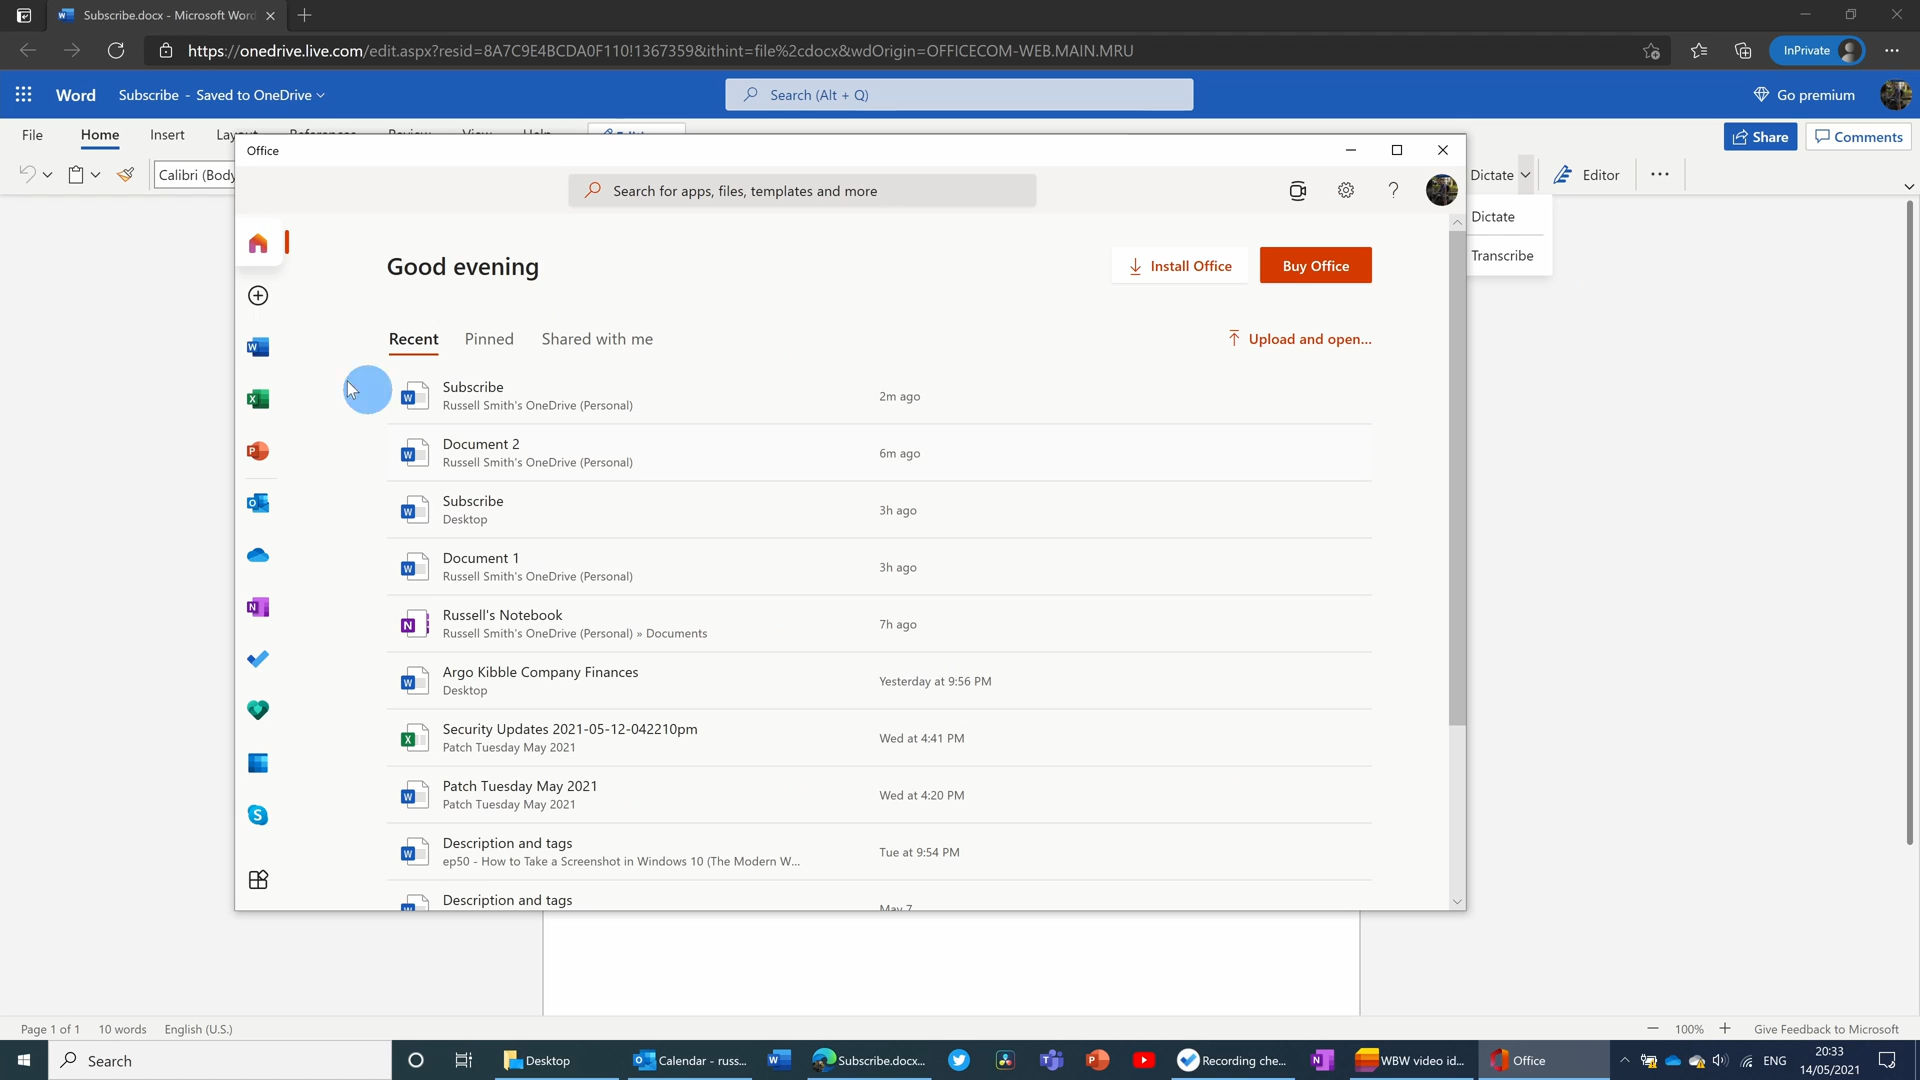 Subscribe.docx - Microsoft Word
https://onedrive.live.com/edit.aspx?resid=8A7C9E4BCDA0F110!1367359&ithint=file%2cdocx&wdOrigin=OFFICECOM-WEB.MAIN.MRU
InPrivate
Word
Subscribe - Saved to OneDrive
Search (Alt + Q)
Go premium
File
Home
Insert
Share
Comments
Calibri (Body
Dictate
Editor
Dictate
Transcribe
Office
Search for apps, files, templates and more
Good evening
Install Office
Buy Office
Recent
Pinned
Shared with me
Upload and open...
Subscribe
Russell Smith's OneDrive (Personal)
2m ago
Document 2
Russell Smith's OneDrive (Personal)
6m ago
Subscribe
Desktop
3h ago
Document 1
Russell Smith's OneDrive (Personal)
3h ago
Russell's Notebook
Russell Smith's OneDrive (Personal) » Documents
7h ago
Argo Kibble Company Finances
Desktop
Yesterday at 9:56 PM
Security Updates 2021-05-12-042210pm
Patch Tuesday May 2021
Wed at 4:41 PM
Patch Tuesday May 2021
Patch Tuesday May 2021
Wed at 4:20 PM
Description and tags
ep50 - How to Take a Screenshot in Windows 10 (The Modern W...
Tue at 9:54 PM
Description and tags
May 7
Page 1 of 1
10 words
English (U.S.)
100%
Give Feedback to Microsoft
Search
Desktop
Calendar - russ...
Subscribe.docx...
Recording che...
WBW video id...
Office
ENG
20:33
14/05/2021